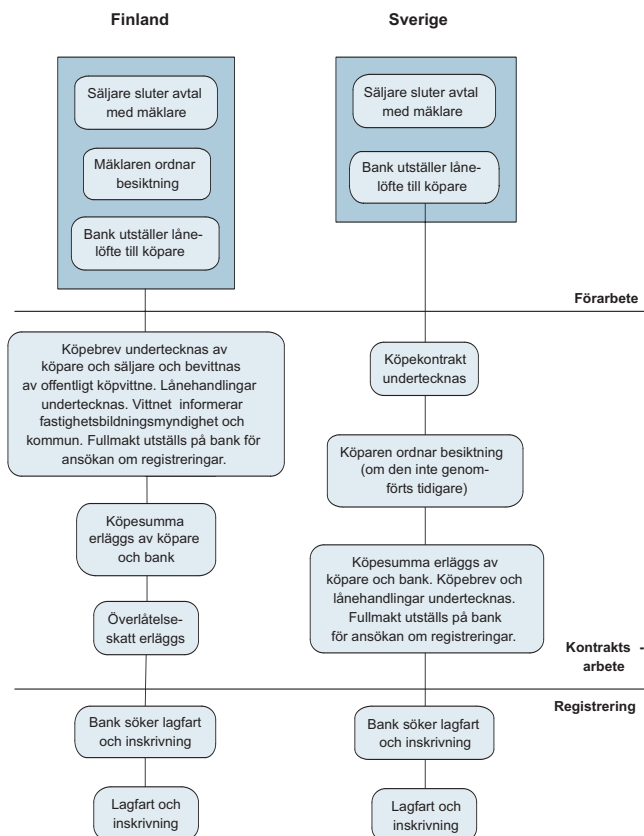 Finland
Säljare sluter avtal
med mäklare
Mäklaren ordnar
besiktning
Bank utställer låne-
löfte till köpare
Sverige
Säljare sluter avtal
med mäklare
Bank utställer låne-
löfte till köpare
Förarbete
Köpebrev undertecknas av
köpare och säljare och bevittnas
av offentligt köpvittne. Lånehandlingar
undertecknas. Vittnet informerar
fastighetsbildningsmyndighet och
kommun. Fullmakt utställs på bank för
ansökan om registreringar.
Köpesumma
erläggs av köpare
och bank
Överlåtelse-
skatt erläggs
Köpekontrakt
undertecknas
Köparen ordnar besiktning
(om den inte genom-
förts tidigare)
Köpesumma erläggs av
köpare och bank. Köpebrev och
lånehandlingar undertecknas.
Fullmakt utställs på bank
för ansökan om registreringar.
Kontrakts -
arbete
Registrering
Bank söker lagfart
och inskrivning
Lagfart och
inskrivning
Bank söker lagfart
och inskrivning
Lagfart och
inskrivning